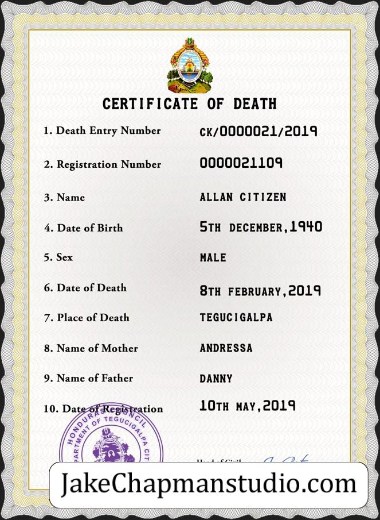 CERTIFICATE OF DEATH
1. Death Entry Number CK/0000021/2019
2. Registration Number 0000021109
3. Name ALLAN CITIZEN
4. Date of Birth 5TH DECEMBER,1940
5. Sex MALE
6. Date of Death 8TH FEBRUARY,2019
7. Place of Death TEGUCIGALPA
8. Name of Mother ANDRESSA
9. Name of Father DANNY
10. Date of Registration 10TH MAY,2019
HONDURAS COUNCIL
DEPARTMENT OF TEGUCIGALPA CITY
JakeChapmanstudio.com